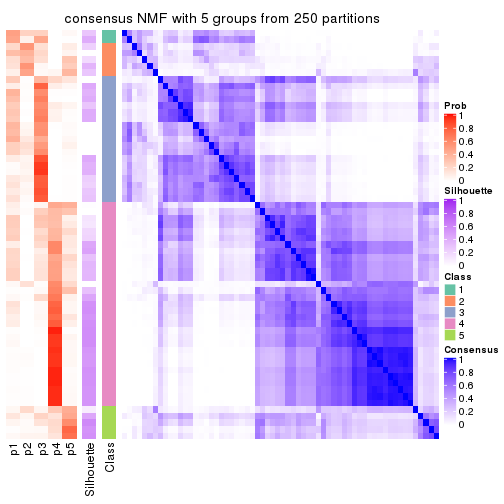 consensus NMF with 5 groups from 250 partitions
Prob
1
0.8
0.6
0.4
0.2
0
Silhouette
1
0.8
0.6
0.4
0.2
0
Class
1
2
3
4
5
Consensus
1
0.8
0.6
0.4
0.2
0
p1
p2
p3
p4
p5
Silhouette
Class